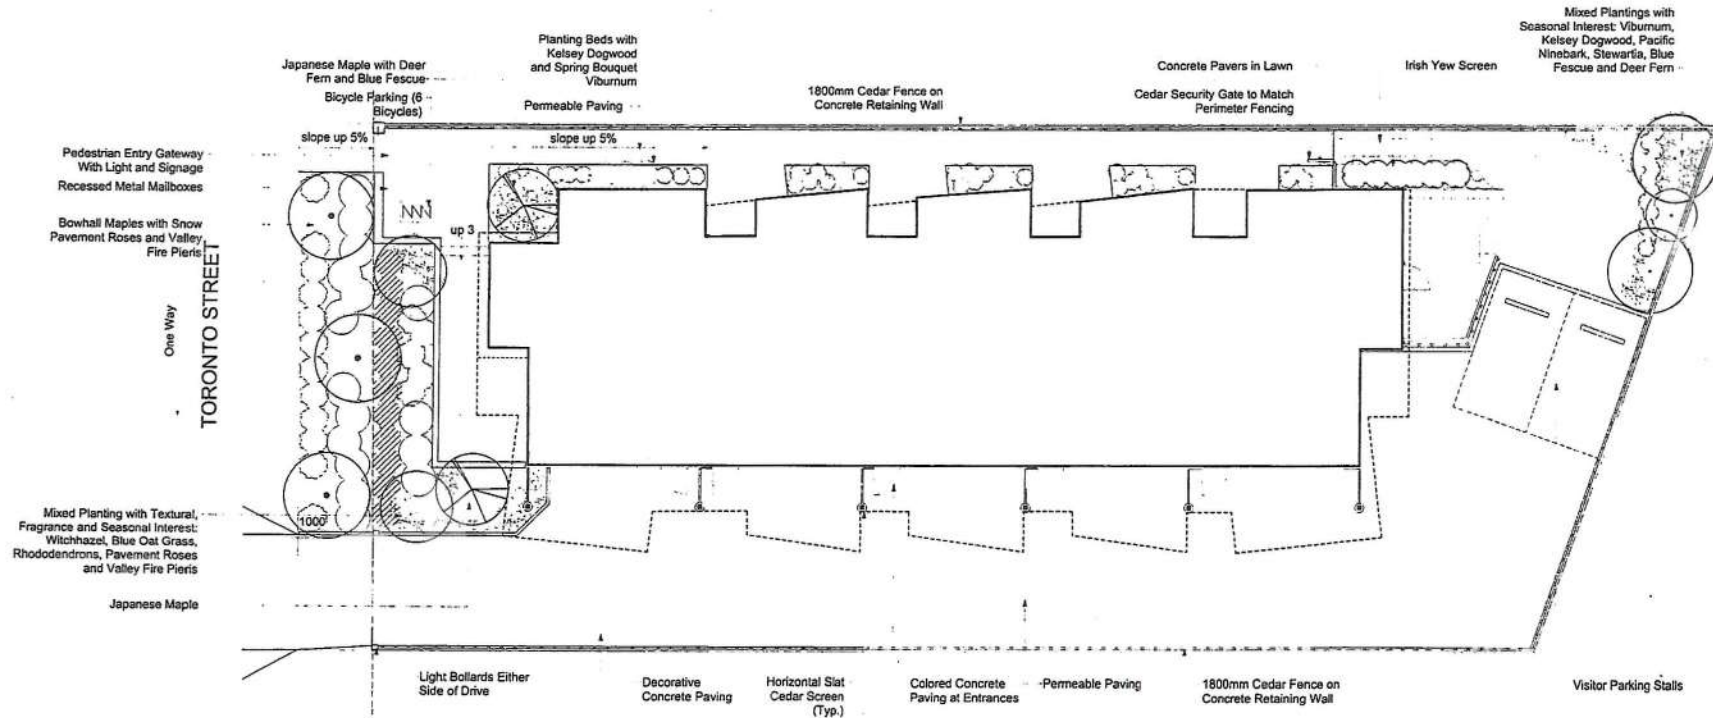 Mixed Plantings with
Seasonal Interest: Viburnum,
Kelsey Dogwood, Pacific
Ninebark, Stewartia, Blue
Fescue and Deer Fern
Planting Beds with
Kelsey Dogwood
and Spring Bouquet
Viburnum
Japanese Maple with Deer
Fern and Blue Fescue
Concrete Pavers in Lawn
Irish Yew Screen
Bicycle Parking (6
Bicycles)
Permeable Paving
1800mm Cedar Fence on
Concrete Retaining Wall
Cedar Security Gate to Match
Perimeter Fencing
slope up 5%
slope up 5%
Pedestrian Entry Gateway
With Light and Signage
Recessed Metal Mailboxes
Bowhall Maples with Snow
Pavement Roses and Valley
Fire Pieris
up 3
One Way
TORONTO STREET
Mixed Planting with Textural,
Fragrance and Seasonal Interest:
Witchhazel, Blue Oat Grass,
Rhododendrons, Pavement Roses
and Valley Fire Pieris
1000
Japanese Maple
Light Bollards Either
Side of Drive
Decorative
Concrete Paving
Horizontal Slat
Cedar Screen
(Typ.)
Colored Concrete
Paving at Entrances
Permeable Paving
1800mm Cedar Fence on
Concrete Retaining Wall
Visitor Parking Stalls